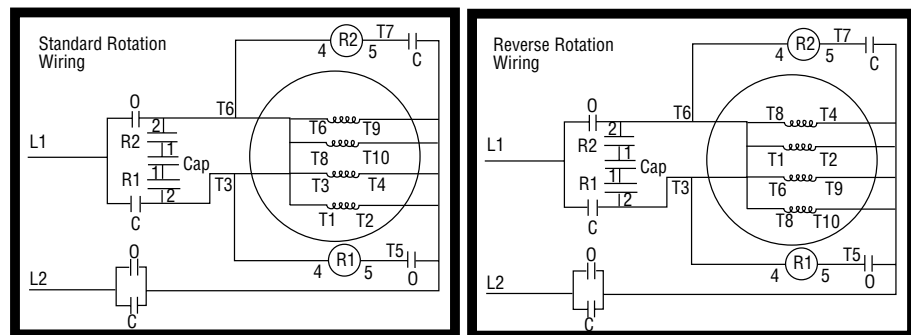 Standard Rotation
Wiring
R2
T7
4
5
C
O
T6
2
T6
T9
R2
1
L1
Cap
T8
T10
1
R1
T3
T3
T4
2
C
T1
T2
O
R1
T5
4
5
O
L2
C
Reverse Rotation
Wiring
R2
T7
4
5
C
O
T6
2
T8
T4
R2
1
L1
Cap
T1
T2
1
R1
T3
T6
T9
2
C
T8
T10
O
R1
T5
4
5
O
L2
C